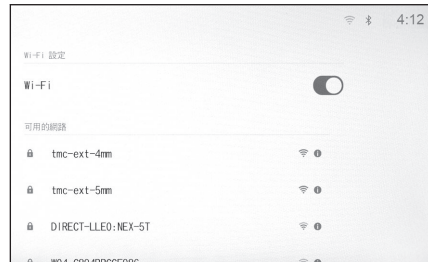 4:12
Wi-Fi 設定
Wi-Fi
可用的網路
tmc-ext-4mm
tmc-ext-5mm
DIRECT-LLE0:NEX-5T